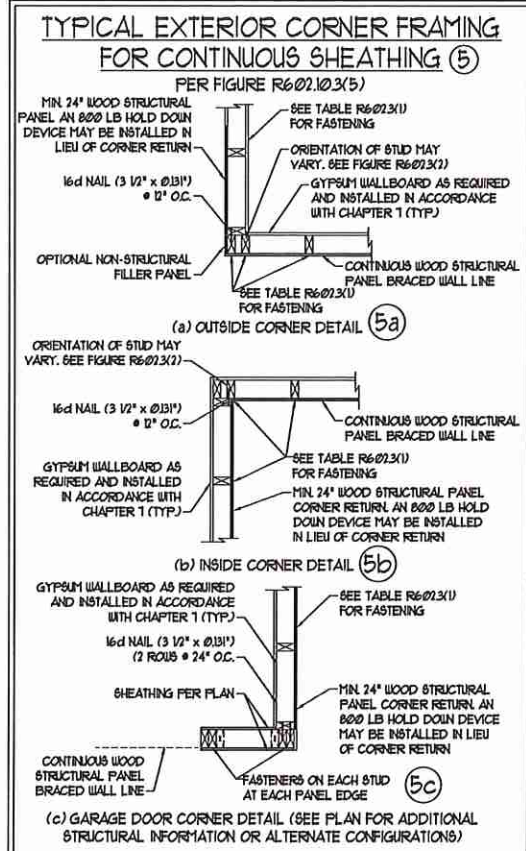 TYPICAL EXTERIOR CORNER FRAMING
FOR CONTINUOUS SHEATHING 5
PER FIGURE R602.10.3(5)
MIN. 24" WOOD STRUCTURAL
PANEL AN 800 LB HOLD DOWN
DEVICE MAY BE INSTALLED IN
LIEU OF CORNER RETURN
SEE TABLE R602.3(1)
FOR FASTENING
ORIENTATION OF STUD MAY
VARY. SEE FIGURE R602.3(2)
16d NAIL (3 1/2" x 0.131")
@ 12" O.C.
GYPSUM WALLBOARD AS REQUIRED
AND INSTALLED IN ACCORDANCE
WITH CHAPTER 7 (TYP.)
OPTIONAL NON-STRUCTURAL
FILLER PANEL
CONTINUOUS WOOD STRUCTURAL
PANEL BRACED WALL LINE
SEE TABLE R602.3(1)
FOR FASTENING
(a) OUTSIDE CORNER DETAIL 5a
ORIENTATION OF STUD MAY
VARY. SEE FIGURE R602.3(2)
16d NAIL (3 1/2" x 0.131")
@ 12" O.C.
CONTINUOUS WOOD STRUCTURAL
PANEL BRACED WALL LINE
GYPSUM WALLBOARD AS
REQUIRED AND INSTALLED
IN ACCORDANCE WITH
CHAPTER 7 (TYP.)
SEE TABLE R602.3(1)
FOR FASTENING
MIN. 24" WOOD STRUCTURAL PANEL
CORNER RETURN. AN 800 LB HOLD
DOWN DEVICE MAY BE INSTALLED
IN LIEU OF CORNER RETURN
(b) INSIDE CORNER DETAIL 5b
GYPSUM WALLBOARD AS REQUIRED
AND INSTALLED IN ACCORDANCE
WITH CHAPTER 7 (TYP.)
SEE TABLE R602.3(1)
FOR FASTENING
16d NAIL (3 1/2" x 0.131")
(2 ROWS @ 24" O.C.
SHEATHING PER PLAN
MIN. 24" WOOD STRUCTURAL
PANEL CORNER RETURN. AN
800 LB HOLD DOWN DEVICE
MAY BE INSTALLED IN LIEU
OF CORNER RETURN
CONTINUOUS WOOD
STRUCTURAL PANEL
BRACED WALL LINE
FASTENERS ON EACH STUD
AT EACH PANEL EDGE
5c
(c) GARAGE DOOR CORNER DETAIL (SEE PLAN FOR ADDITIONAL
STRUCTURAL INFORMATION OR ALTERNATE CONFIGURATIONS)